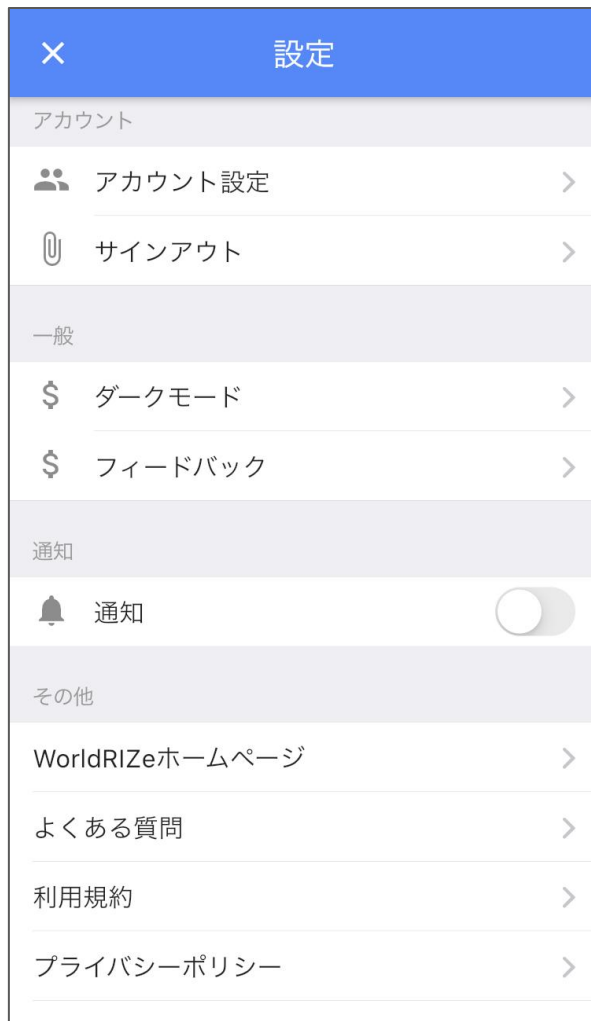 設定
アカウント
アカウント設定
サインアウト
一般
ダークモード
フィードバック
通知
通知
その他
WorldRIZeホームページ
よくある質問
利用規約
プライバシーポリシー